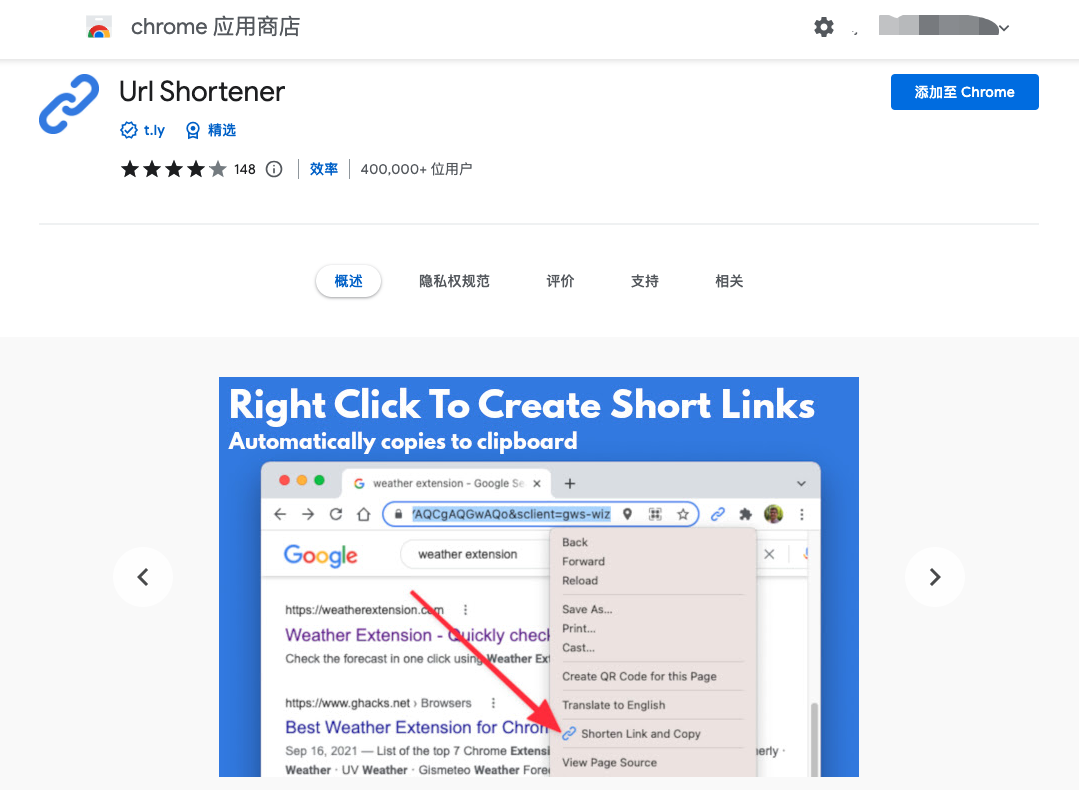 chrome 应用商店
Url Shortener
添加至 Chrome
t.ly 精选
148 效率 400,000+ 位用户
概述 隐私权规范 评价 支持 相关
Right Click To Create Short Links
Automatically copies to clipboard
weather extension - Google Se
AQCgAQGwAQo&sclient=gws-wiz
Google weather extension
Back
Forward
Reload
Save As...
Print...
Cast...
Create QR Code for this Page
Translate to English
Shorten Link and Copy
View Page Source
https://weatherextension.com
Weather Extension - Quickly check
Check the forecast in one click using Weather Ext
https://www.ghacks.net › Browsers
Best Weather Extension for Chrom
Sep 16, 2021 — List of the top 7 Chrome Extensi
erly ·
Weather · UV Weather · Gismeteo Weather Fore